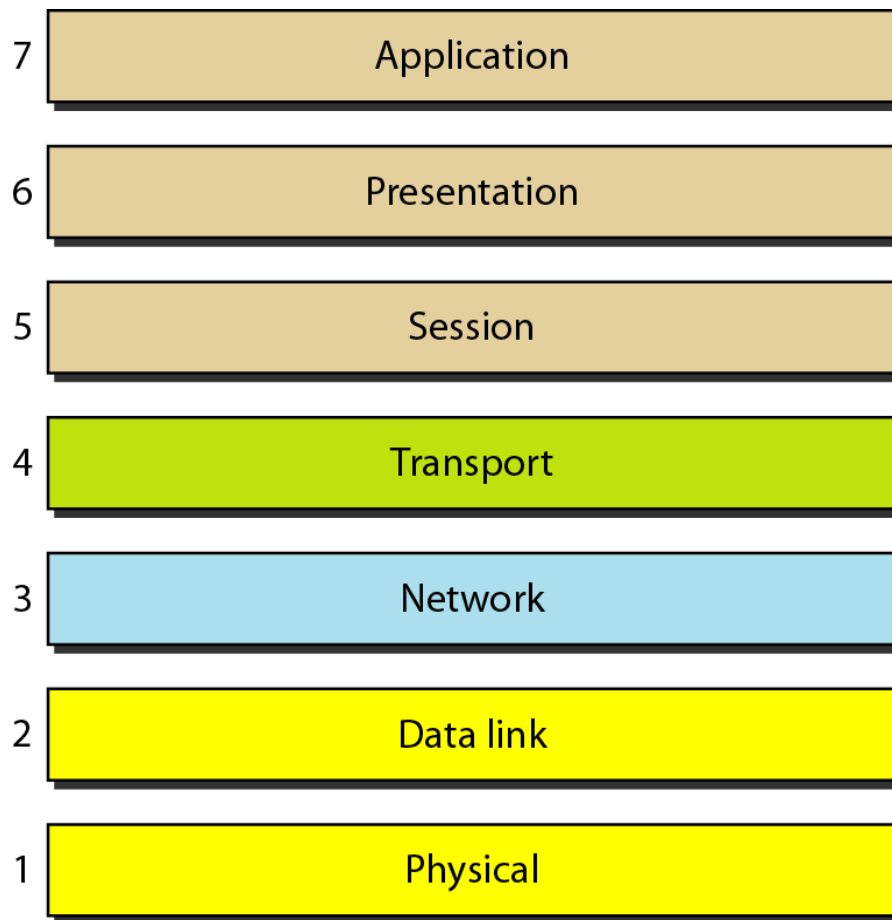 7 Application
6 Presentation
5 Session
4 Transport
3 Network
2 Data link
1 Physical